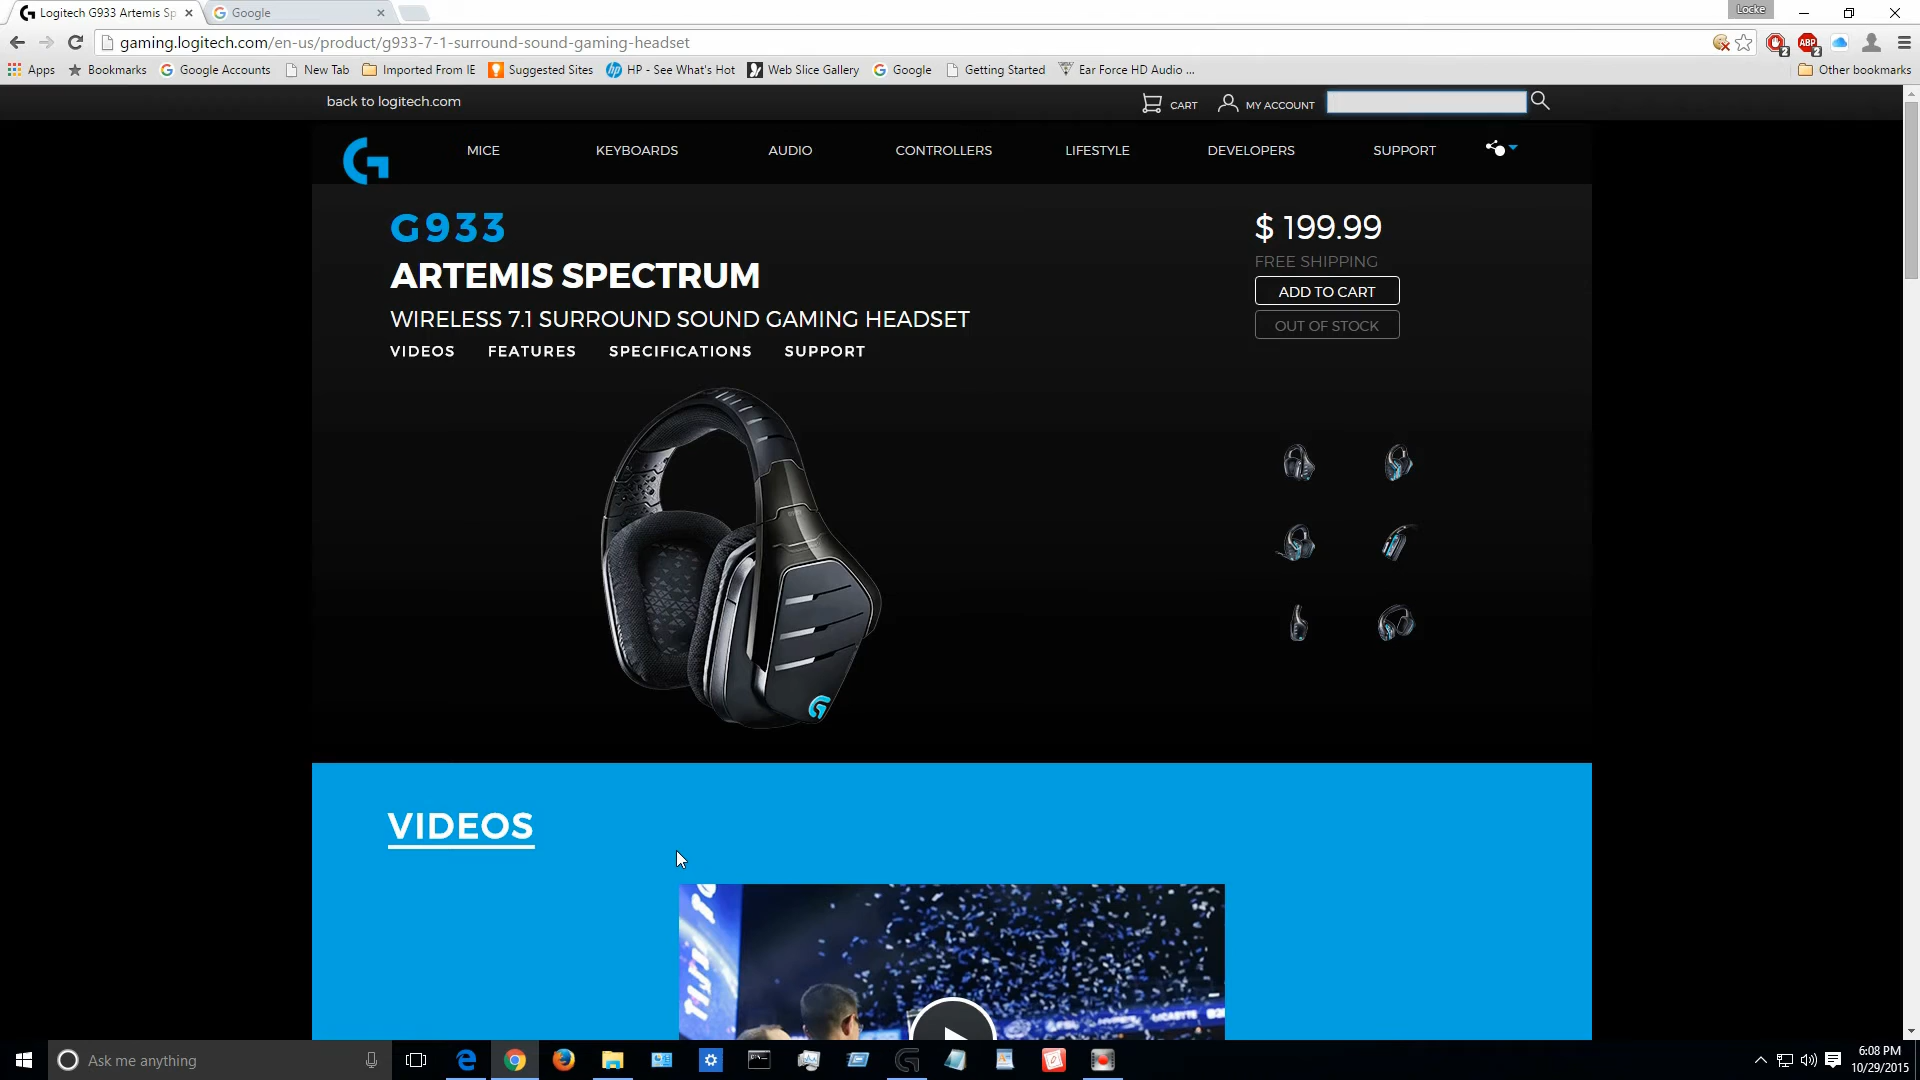 Logitech G933 Artemis Sp
Google
Locke
gaming.logitech.com/en-us/product/g933-7-1-surround-sound-gaming-headset
2
ABP
2
Apps
Bookmarks
Google Accounts
New Tab
Imported From IE
Suggested Sites
HP - See What's Hot
Web Slice Gallery
Google
Getting Started
Ear Force HD Audio ...
Other bookmarks
back to logitech.com
CART
MY ACCOUNT
MICE
KEYBOARDS
AUDIO
CONTROLLERS
LIFESTYLE
DEVELOPERS
SUPPORT
G933
ARTEMIS SPECTRUM
WIRELESS 7.1 SURROUND SOUND GAMING HEADSET
VIDEOS
FEATURES
SPECIFICATIONS
SUPPORT
$ 199.99
FREE SHIPPING
ADD TO CART
OUT OF STOCK
VIDEOS
Ask me anything
6:08 PM
10/29/2015